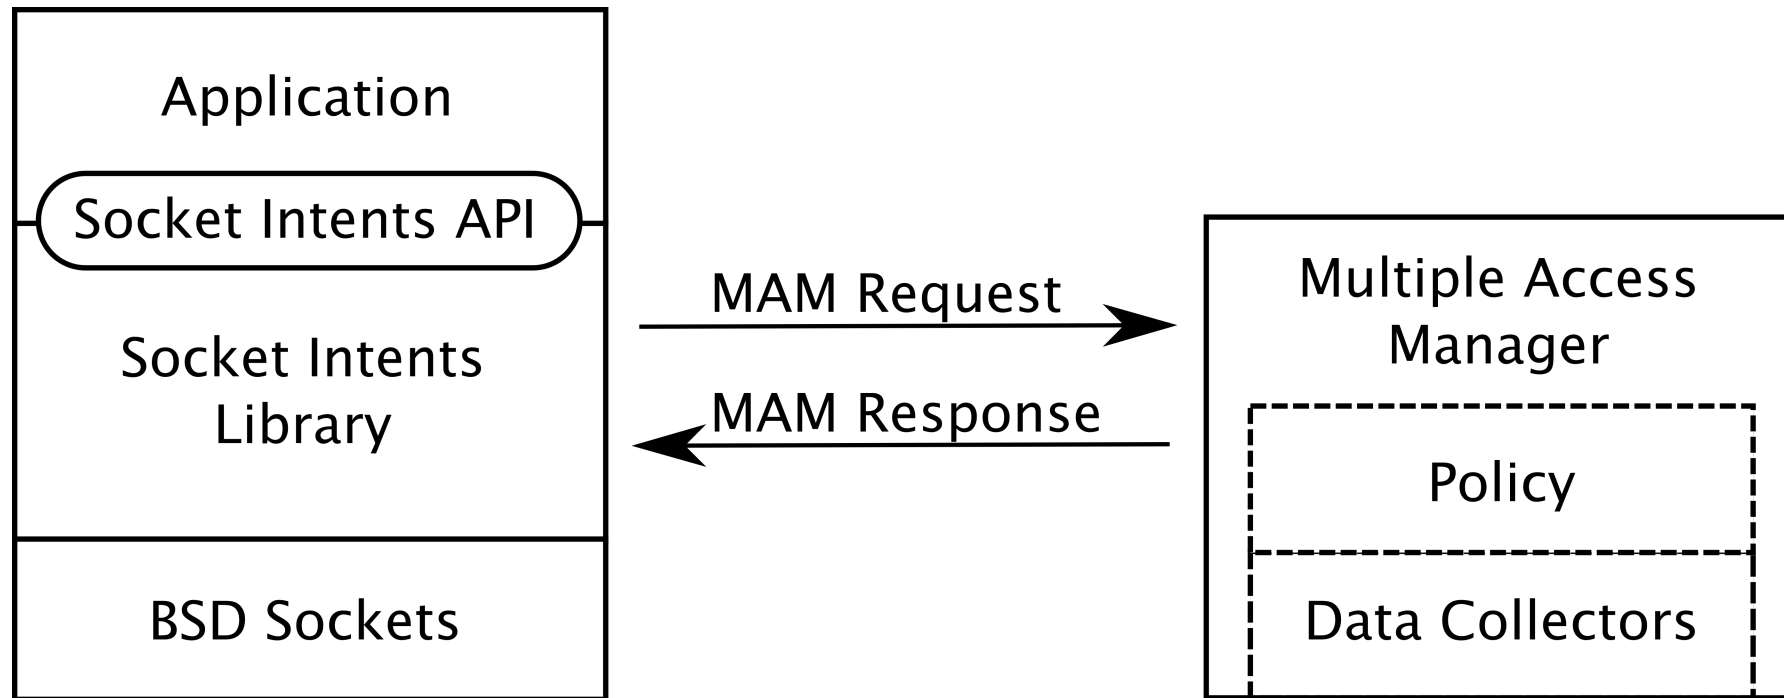 Application
Socket Intents API
Socket Intents
Library
BSD Sockets
MAM Request
MAM Response
Multiple Access
Manager
Policy
Data Collectors